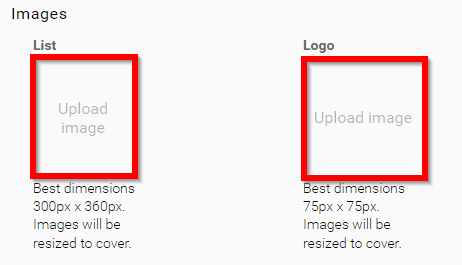 Images
List
Logo
Upload
image
Upload image
Best dimensions
300px x 360px.
Images will be
resized to cover.
Best dimensions
75px x 75px.
Images will be
resized to cover.